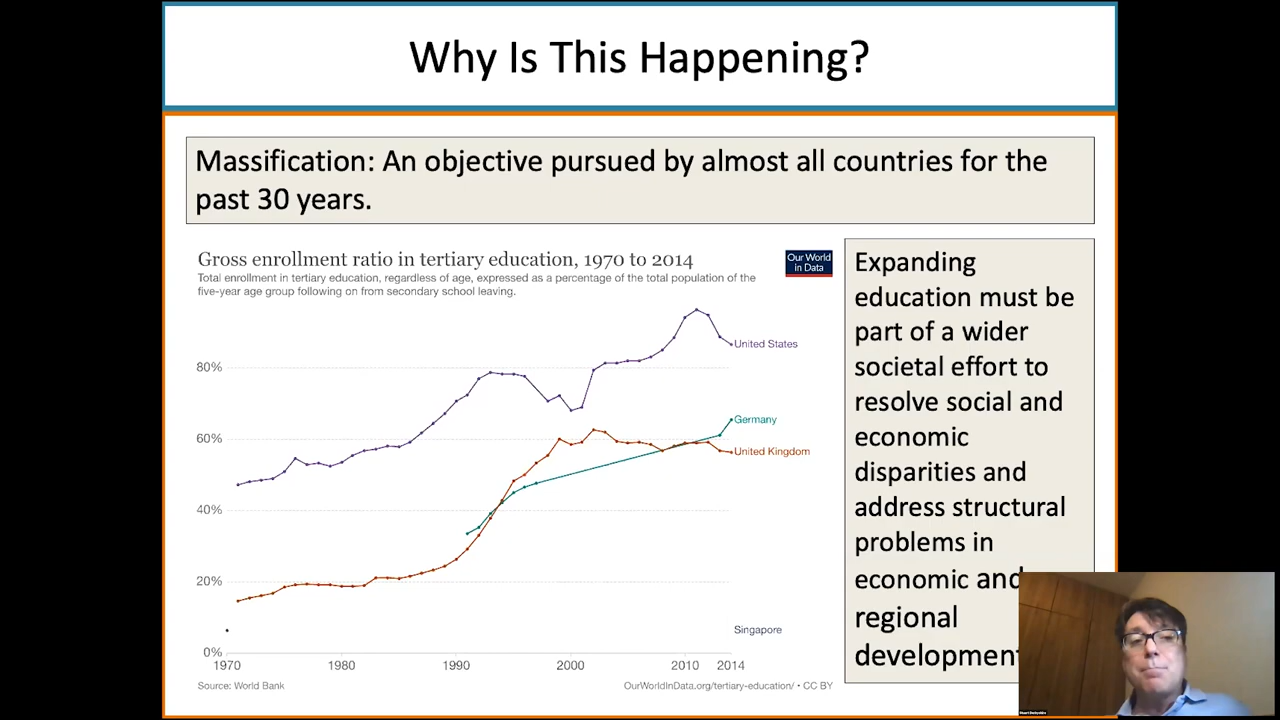 Why Is This Happening?
Massification: An objective pursued by almost all countries for the
past 30 years.
Gross enrollment ratio in tertiary education, 1970 to 2014
Total enrollment in tertiary education, regardless of age, expressed as a percentage of the total population of the
five-year age group following on from secondary school leaving.
Our World
in Data
United States
80%
Germany
60%
United Kingdom
40%
20%
Singapore
0%
1970
1980
1990
2000
2010
2014
Source: World Bank
OurWorldInData.org/tertiary-education/ • CC BY
Expanding
education must be
part of a wider
societal effort to
resolve social and
economic
disparities and
address structural
problems in
economic and
regional
development